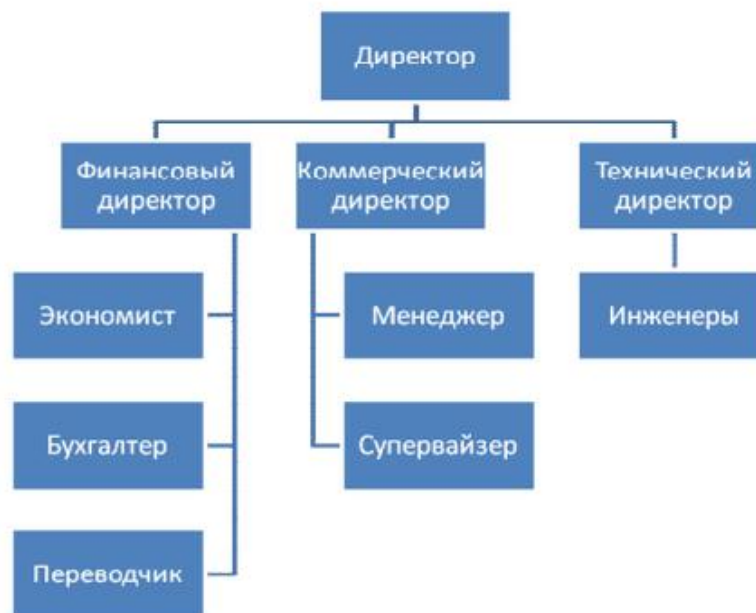 Директор
Финансовый
директор
Коммерческий
директор
Технический
директор
Экономист
Менеджер
Инженеры
Бухгалтер
Супервайзер
Переводчик